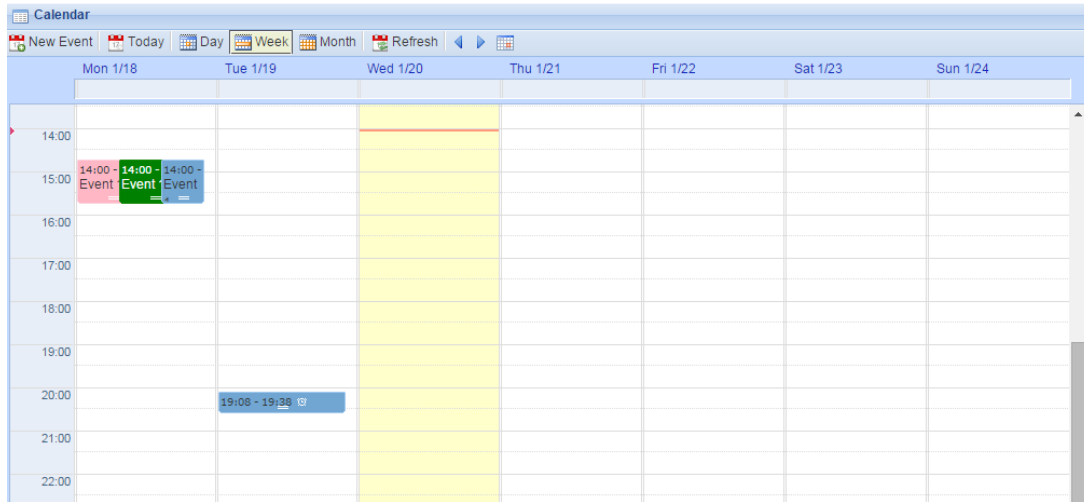 Calendar
New Event Today Day Week Month Refresh
Mon 1/18 Tue 1/19 Wed 1/20 Thu 1/21 Fri 1/22 Sat 1/23 Sun 1/24
14:00
14:00 - 14:00 - 14:00 -
15:00 Event Event Event
16:00
17:00
18:00
19:00
20:00
19:08 - 19:38
21:00
22:00